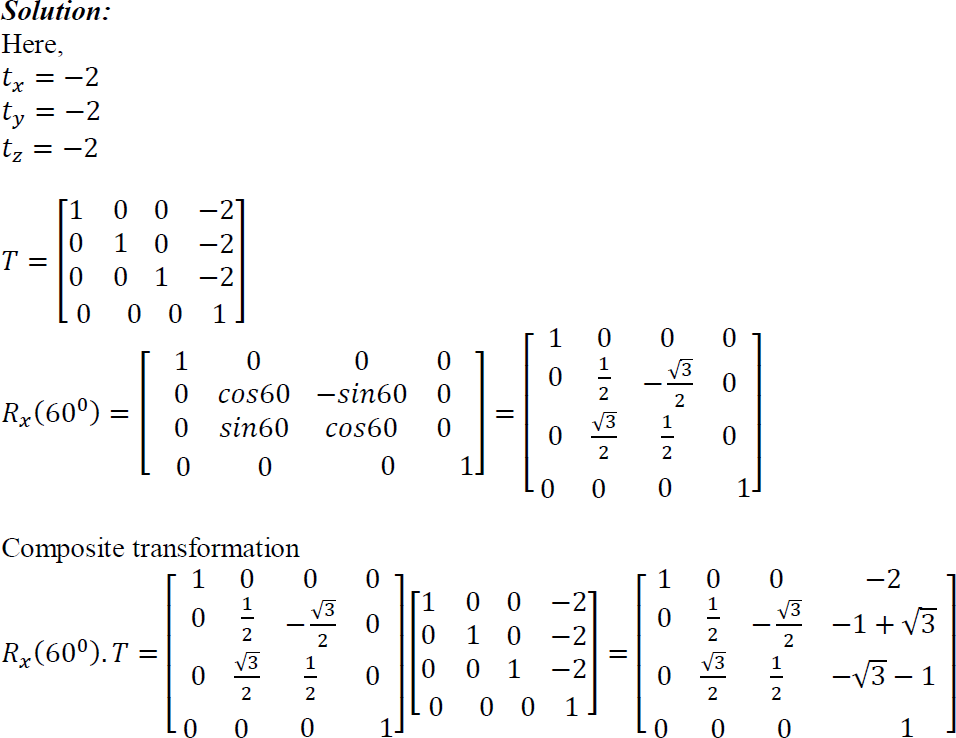 Solution:
Here,
t_x = −2
t_y = −2
t_z = −2
T = [1 0 0 −2
0 1 0 −2
0 0 1 −2
0 0 0 1]
R_x(60⁰) = [1 0 0 0
0 cos60 −sin60 0
0 sin60 cos60 0
0 0 0 1] = [1 0 0 0
0 1/2 −√3/2 0
0 √3/2 1/2 0
0 0 0 1]
Composite transformation
R_x(60⁰).T = [1 0 0 0
0 1/2 −√3/2 0
0 √3/2 1/2 0
0 0 0 1] [1 0 0 −2
0 1 0 −2
0 0 1 −2
0 0 0 1] = [1 0 0 −2
0 1/2 −√3/2 −1 + √3
0 √3/2 1/2 −√3 − 1
0 0 0 1]